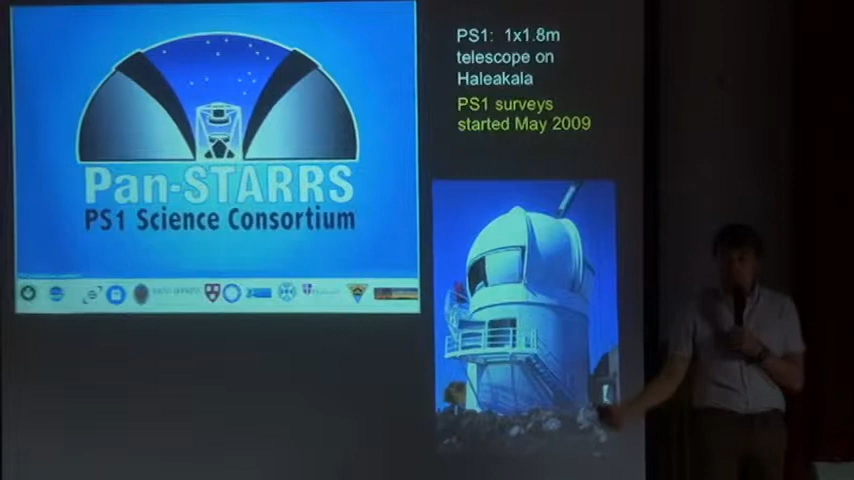 PS1: 1x1.8m
telescope on
Haleakala
PS1 surveys
started May 2009
Pan-STARRS
PS1 Science Consortium